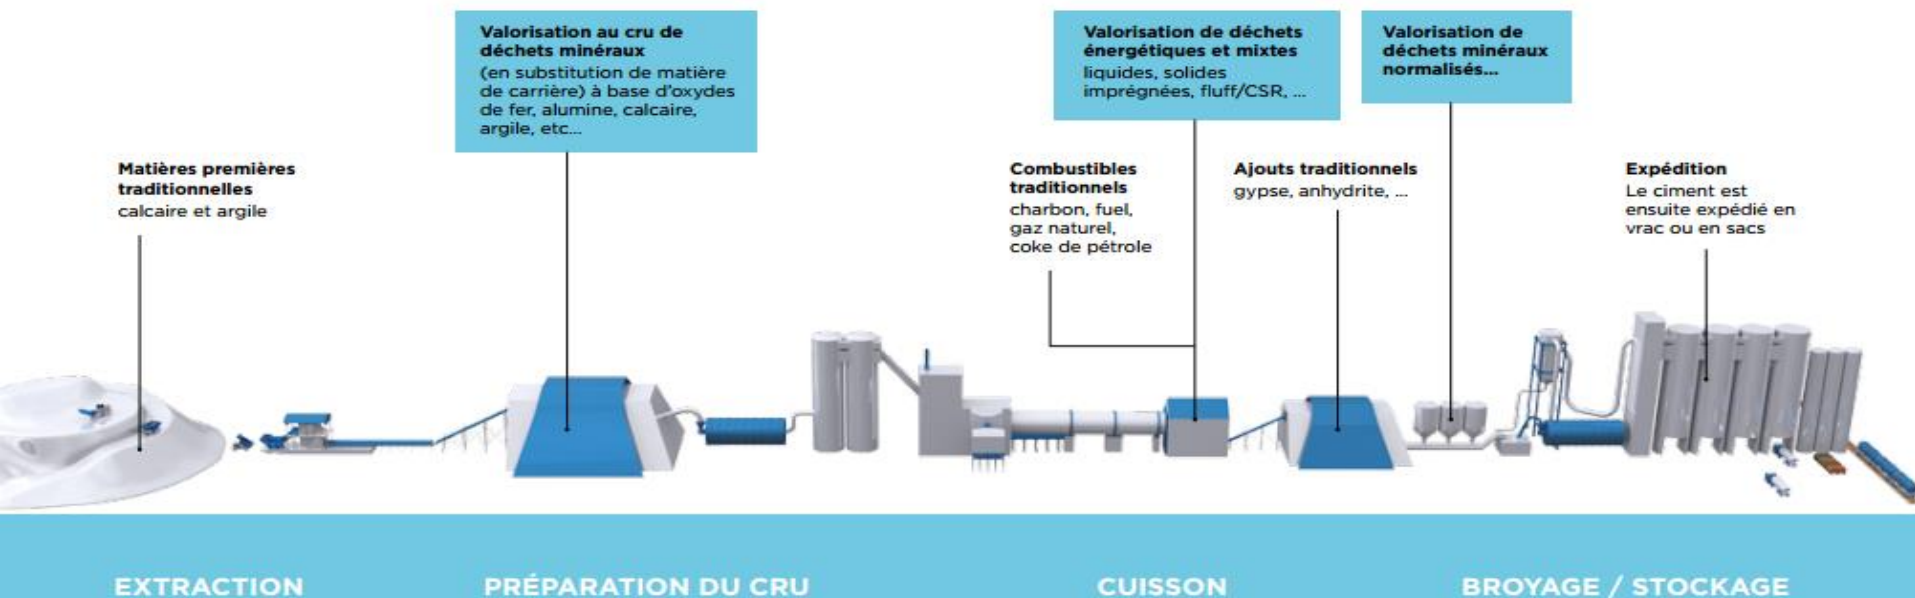 Valorisation au cru de
déchets minéraux
(en substitution de matière
de carrière) à base d'oxydes
de fer, alumine, calcaire,
argile, etc...
Valorisation de déchets
énergétiques et mixtes
liquides, solides
imprégnées, fluff/CSR, ...
Valorisation de
déchets minéraux
normalisés...
Matières premières
traditionnelles
calcaire et argile
Combustibles
traditionnels
charbon, fuel,
gaz naturel,
coke de pétrole
Ajouts traditionnels
gypse, anhydrite, ...
Expédition
Le ciment est
ensuite expédié en
vrac ou en sacs
EXTRACTION
PRÉPARATION DU CRU
CUISSON
BROYAGE / STOCKAGE